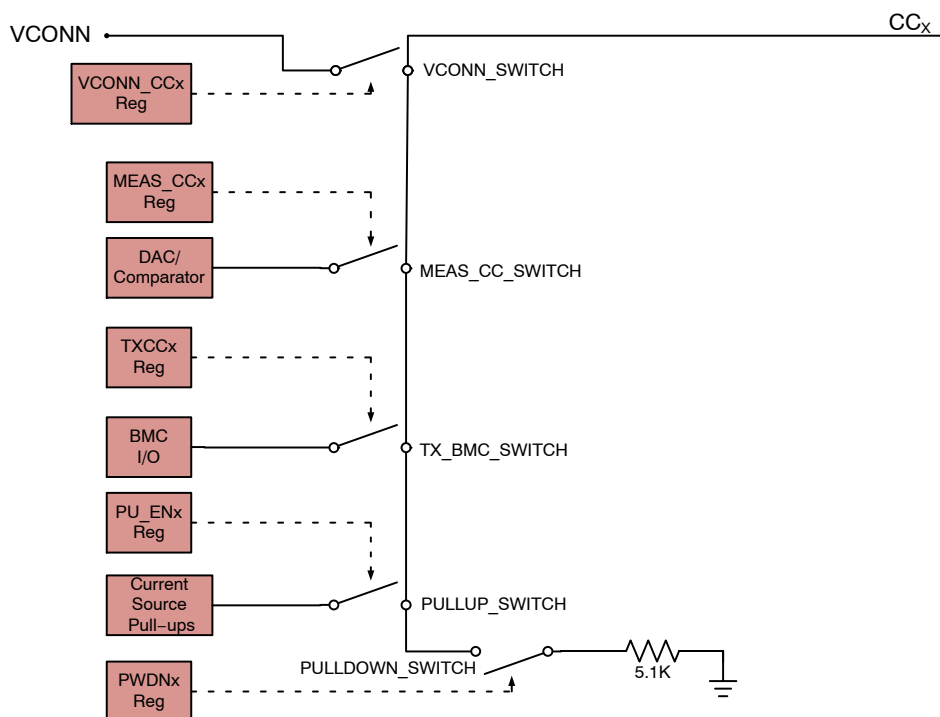 VCONN
CCX
VCONN_SWITCH
VCONN_CCx
Reg
MEAS_CCx
Reg
DAC/
Comparator
MEAS_CC_SWITCH
TXCCx
Reg
BMC
I/O
TX_BMC_SWITCH
PU_ENx
Reg
Current
Source
Pull−ups
PULLUP_SWITCH
PULLDOWN_SWITCH
5.1K
PWDNx
Reg